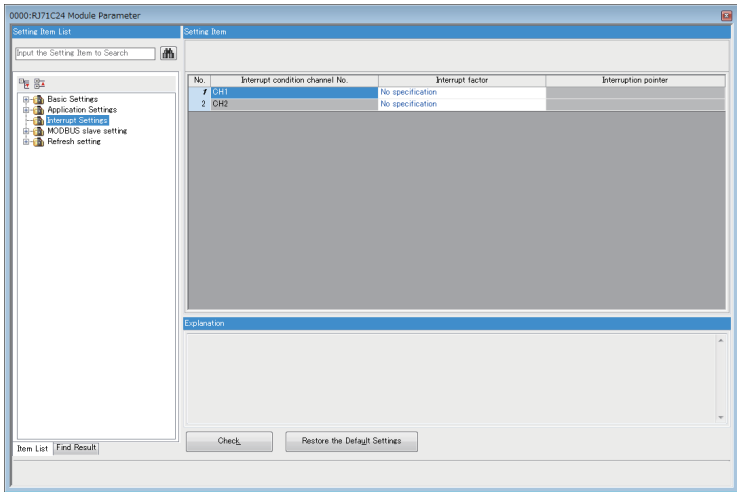 0000:RJ71C24 Module Parameter
Setting Item List
Input the Setting Item to Search
Basic Settings
Application Settings
Interrupt Settings
MODBUS slave setting
Refresh setting
Item List Find Result
Setting Item
No. Interrupt condition channel No. Interrupt factor Interruption pointer
1 CH1 No specification
2 CH2 No specification
Explanation
Check Restore the Default Settings